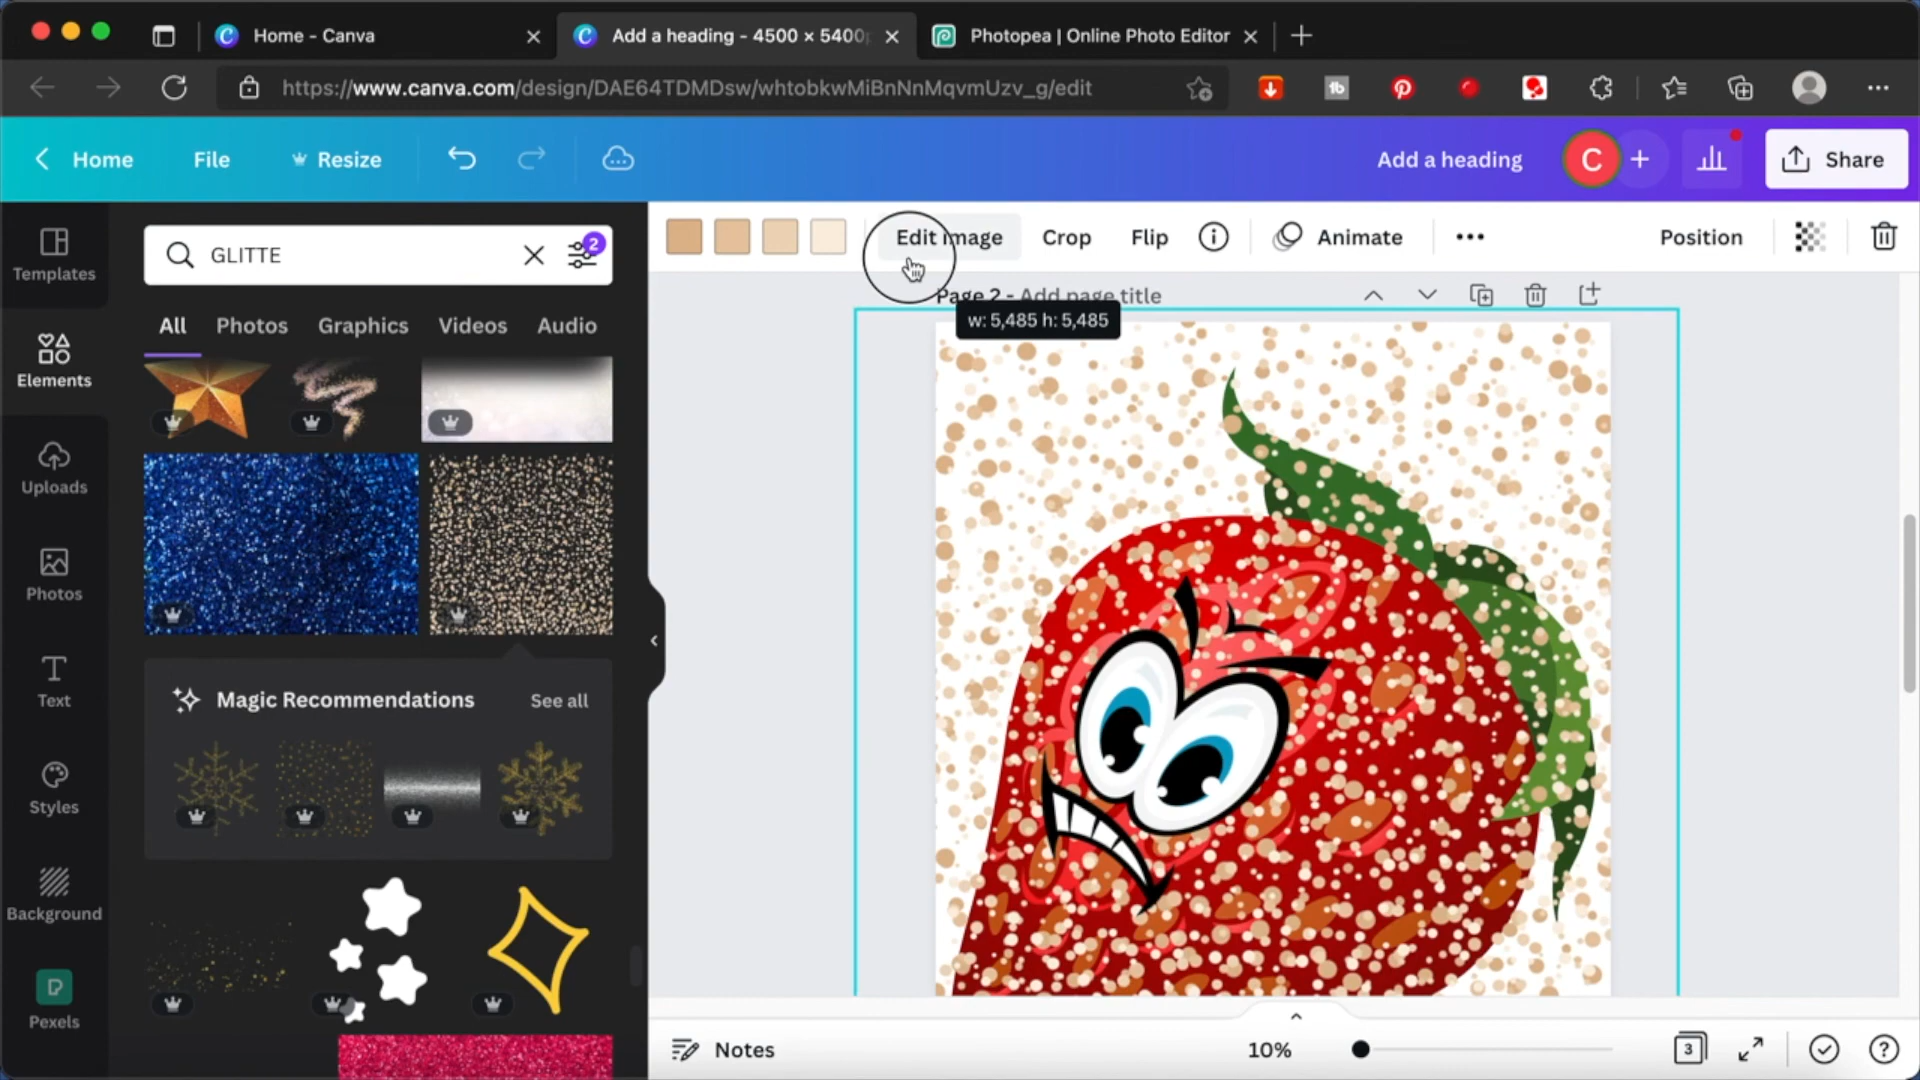 Home - Canva
Add a heading - 4500 × 5400
Photopea | Online Photo Editor
https://www.canva.com/design/DAE64TDMDsw/whtobkwMiBnNnMqvmUzv_g/edit
1b
Home
File
Resize
Add a heading
C
Share
Templates
Elements
Uploads
Photos
Text
Styles
Background
Pexels
GLITTE
2
All
Photos
Graphics
Videos
Audio
Magic Recommendations
See all
Edit image
Crop
Flip
Animate
Position
Page 2 - Add page title
w: 5,485 h: 5,485
Notes
10%
3